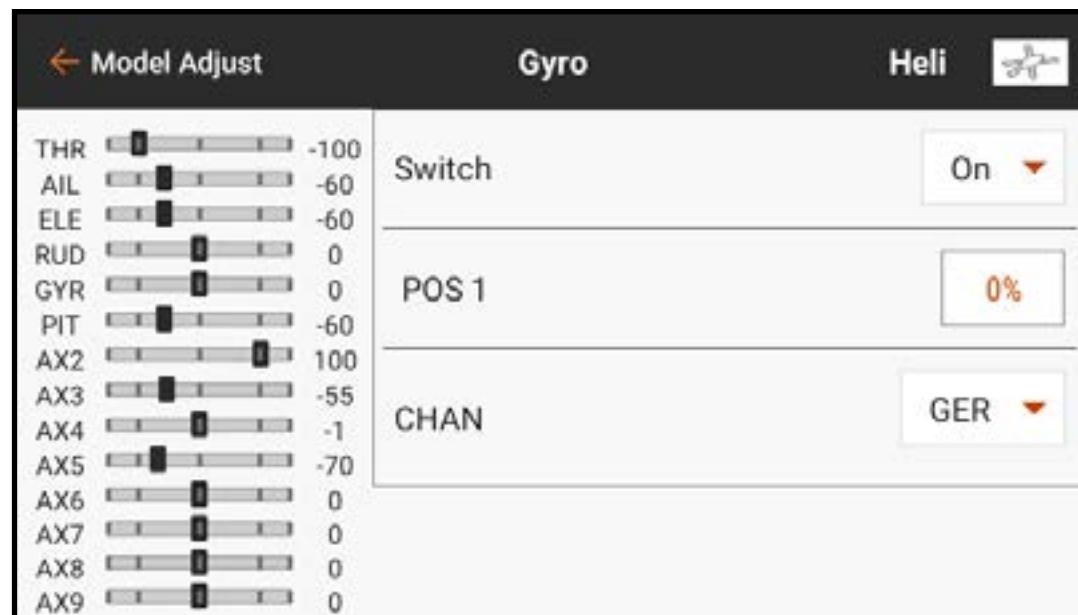 ← Model Adjust Gyro Heli
THR -100
AIL -60
ELE -60
RUD 0
GYR 0
PIT -60
AX2 100
AX3 -55
AX4 -1
AX5 -70
AX6 0
AX7 0
AX8 0
AX9 0
Switch On
POS 1 0%
CHAN GER